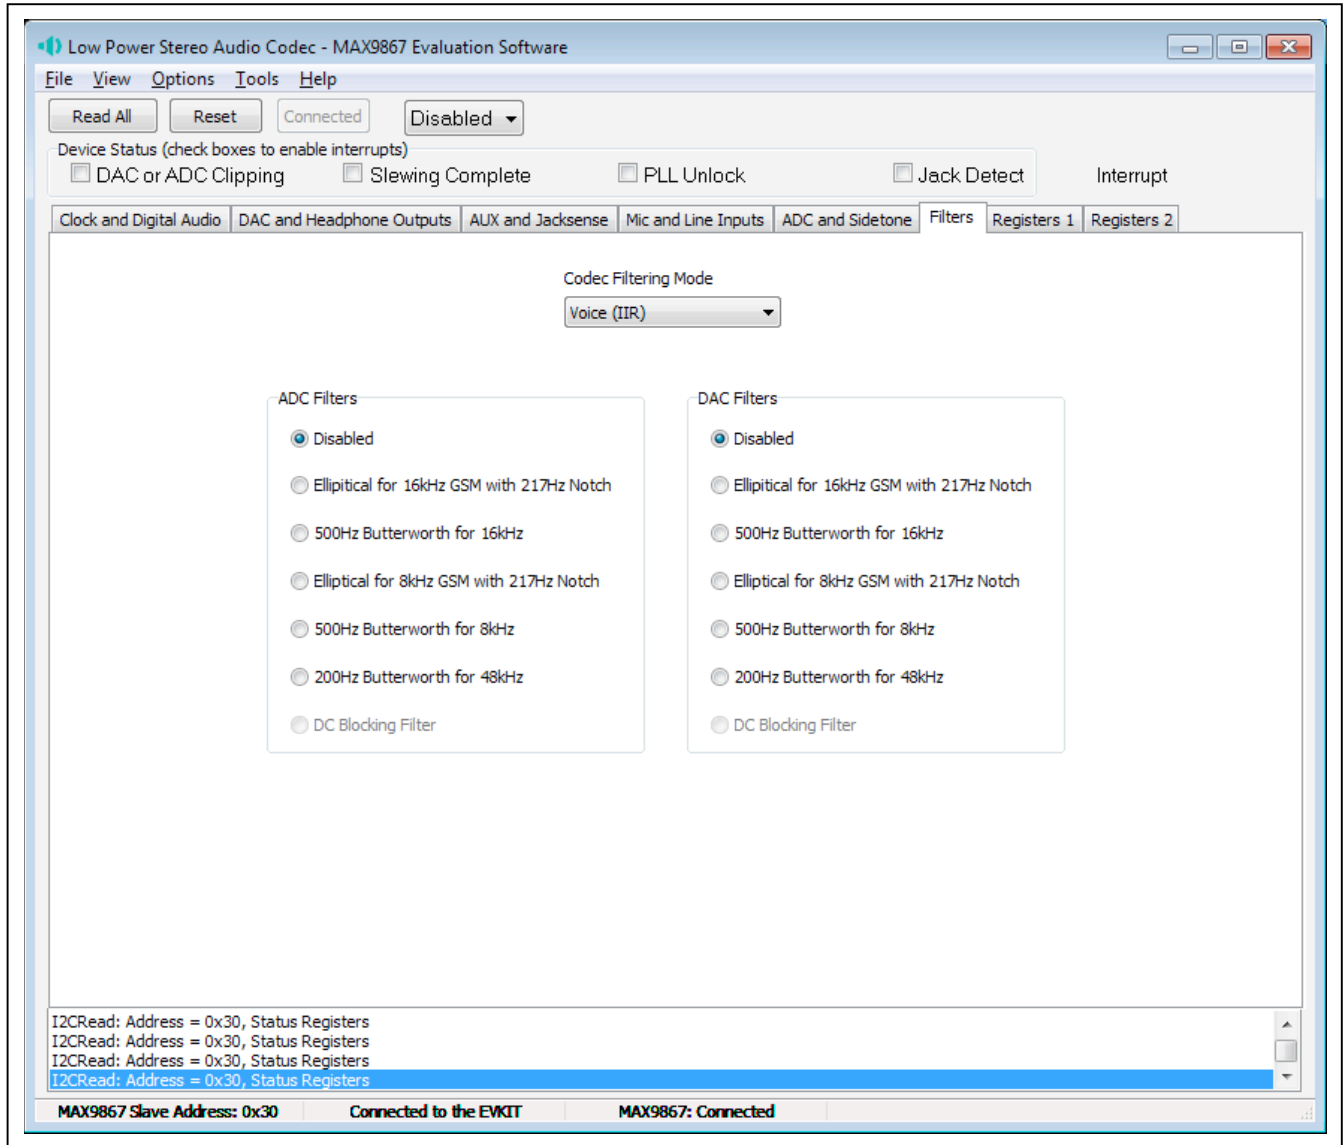 Low Power Stereo Audio Codec - MAX9867 Evaluation Software
File View Options Tools Help
Read All Reset Connected Disabled
Device Status (check boxes to enable interrupts)
DAC or ADC Clipping Slewing Complete PLL Unlock Jack Detect Interrupt
Clock and Digital Audio DAC and Headphone Outputs AUX and Jacksense Mic and Line Inputs ADC and Sidetone Filters Registers 1 Registers 2
Codec Filtering Mode
Voice (IIR)
ADC Filters
Disabled
Ellipitical for 16kHz GSM with 217Hz Notch
500Hz Butterworth for 16kHz
Elliptical for 8kHz GSM with 217Hz Notch
500Hz Butterworth for 8kHz
200Hz Butterworth for 48kHz
DC Blocking Filter
DAC Filters
Disabled
Ellipitical for 16kHz GSM with 217Hz Notch
500Hz Butterworth for 16kHz
Elliptical for 8kHz GSM with 217Hz Notch
500Hz Butterworth for 8kHz
200Hz Butterworth for 48kHz
DC Blocking Filter
I2CRead: Address = 0x30, Status Registers
I2CRead: Address = 0x30, Status Registers
I2CRead: Address = 0x30, Status Registers
I2CRead: Address = 0x30, Status Registers
MAX9867 Slave Address: 0x30 Connected to the EVKIT MAX9867: Connected